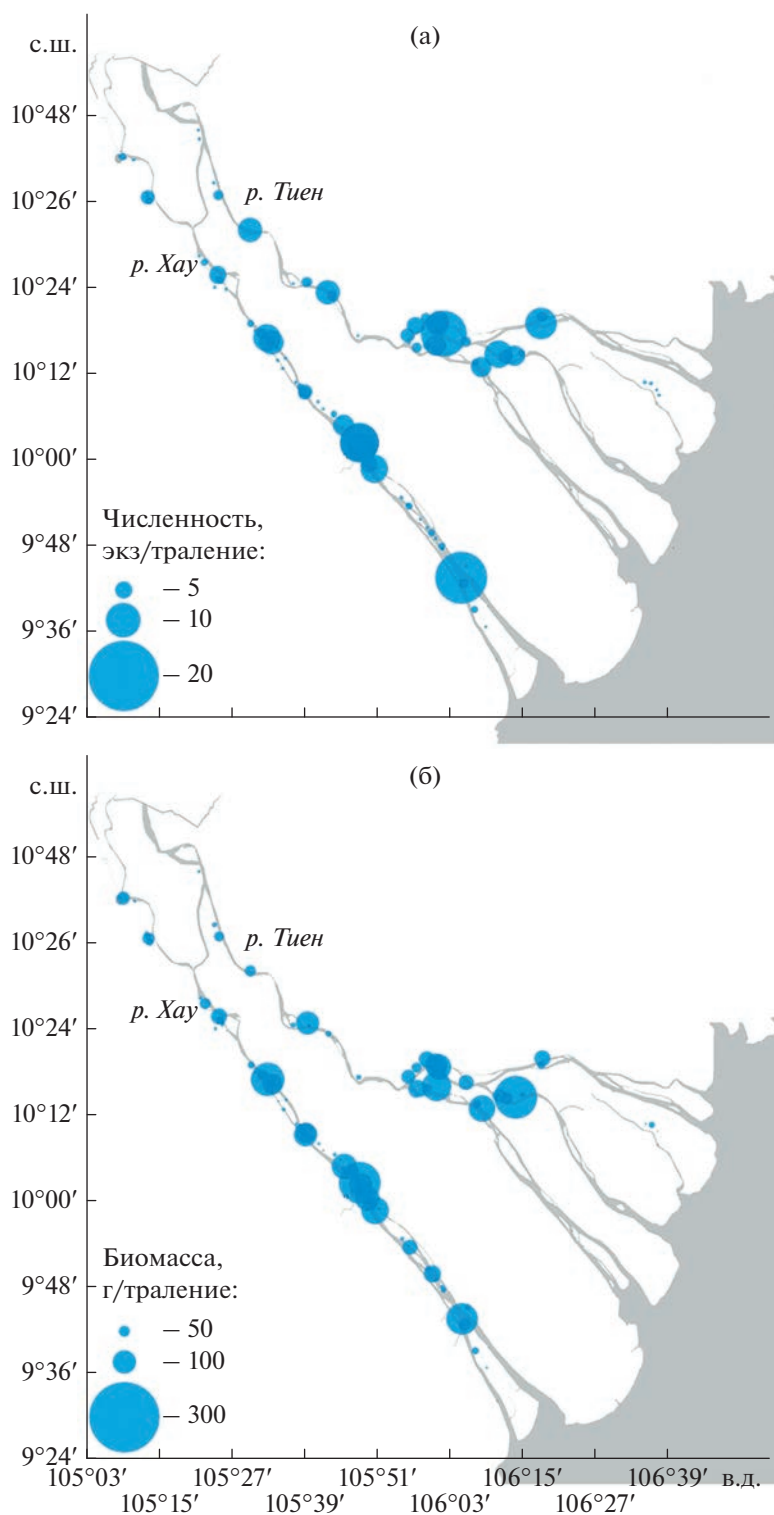 (а)
с.ш.
10°48′
10°26′
р. Тиен
р. Хау
10°24′
10°12′
10°00′
9°48′
9°36′
9°24′
Численность,
экз/траление:
– 5
– 10
– 20
(б)
с.ш.
10°48′
10°26′
р. Тиен
р. Хау
10°24′
10°12′
10°00′
9°48′
9°36′
9°24′
Биомасса,
г/траление:
– 50
– 100
– 300
105°03′ 105°27′ 105°51′ 106°15′ 106°39′ в.д.
105°15′ 105°39′ 106°03′ 106°27′